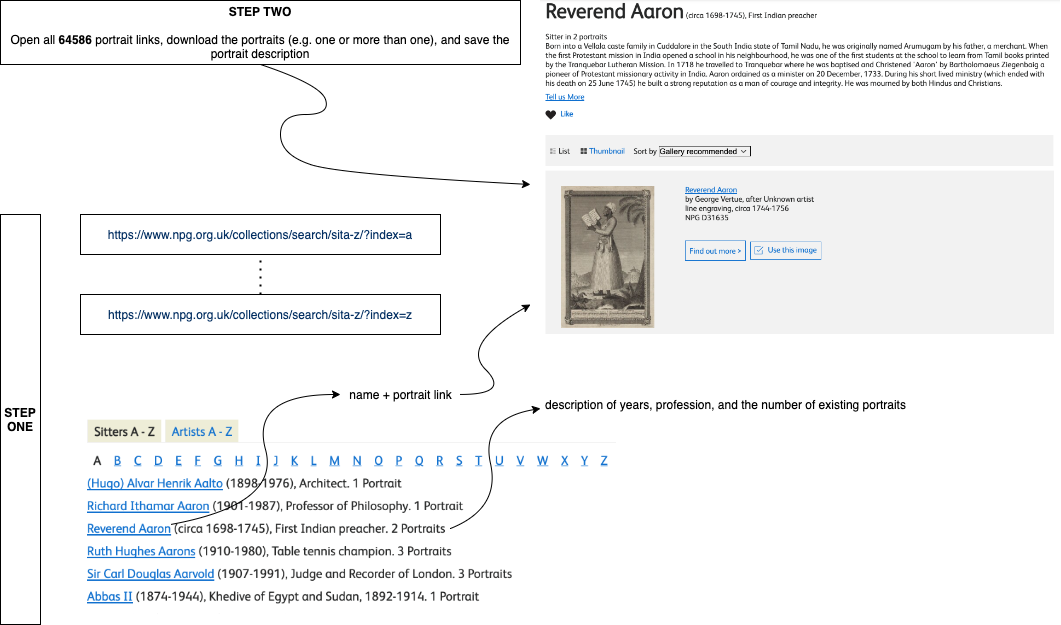 STEP TWO
Open all 64586 portrait links, download the portraits (e.g. one or more than one), and save the
portrait description
Reverend Aaron (circa 1698-1745), First Indian preacher
Sitter in 2 portraits
Born into a Vellala caste family in Cuddalore in the South India state of Tamil Nadu, he was originally named Arumugam by his father, a merchant. When
the first Protestant mission in India opened a school in his neighbourhood, he was one of the first students at the school to learn from Tamil books printed
by the Tranquebar Lutheran Mission. In 1718 he travelled to Tranquebar where he was baptised and Christened 'Aaron' by Bartholomaeus Ziegenbalg a
pioneer of Protestant missionary activity in India. Aaron ordained as a minister on 20 December, 1733. During his short lived ministry (which ended with
his death on 25 June 1745) he built a strong reputation as a man of courage and integrity. He was mourned by both Hindus and Christians.
Tell us More
Like
List Thumbnail Sort by Gallery recommended
Reverend Aaron
by George Vertue, after Unknown artist
line engraving, circa 1744-1756
NPG D31635
Find out more > Use this image
https://www.npg.org.uk/collections/search/sita-z/?index=a
https://www.npg.org.uk/collections/search/sita-z/?index=z
STEP
ONE
name + portrait link
description of years, profession, and the number of existing portraits
Sitters A - Z Artists A - Z
A B C D E F G H I J K L M N O P Q R S T U V W X Y Z
(Hugo) Alvar Henrik Aalto (1898-1976), Architect. 1 Portrait
Richard Ithamar Aaron (1901-1987), Professor of Philosophy. 1 Portrait
Reverend Aaron (circa 1698-1745), First Indian preacher. 2 Portraits
Ruth Hughes Aarons (1910-1980), Table tennis champion. 3 Portraits
Sir Carl Douglas Aarvold (1907-1991), Judge and Recorder of London. 3 Portraits
Abbas II (1874-1944), Khedive of Egypt and Sudan, 1892-1914. 1 Portrait